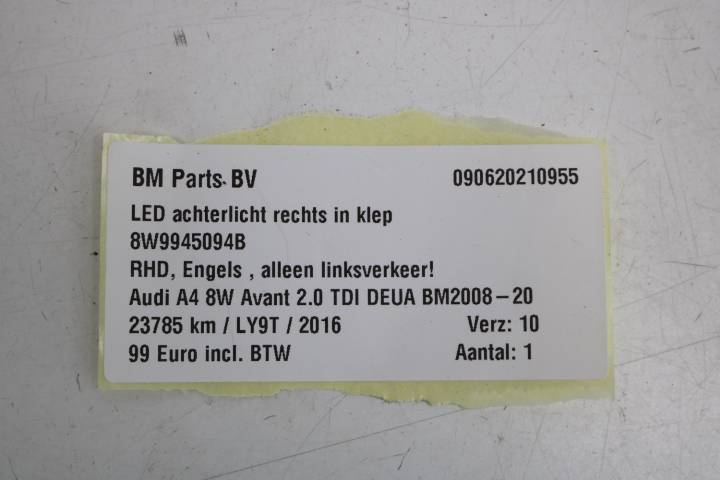 BM Parts BV 090620210955
LED achterlicht rechts in klep
8W9945094B
RHD, Engels , alleen linksverkeer!
Audi A4 8W Avant 2.0 TDI DEUA BM2008-20
23785 km / LY9T / 2016 Verz: 10
99 Euro incl. BTW Aantal: 1